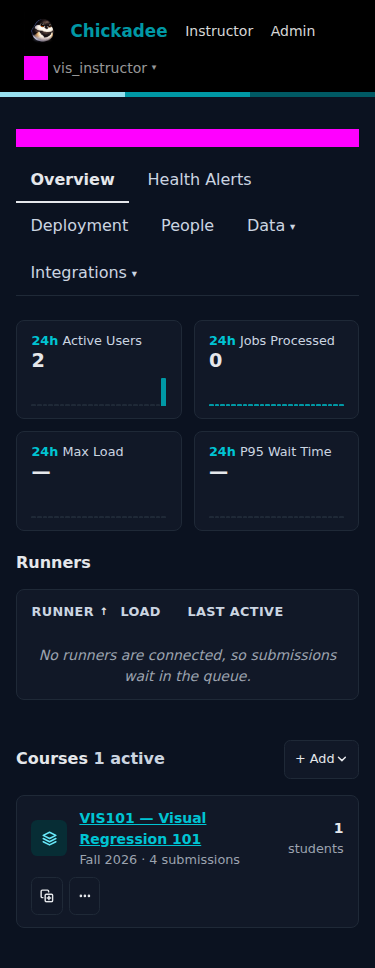 Chickadee Instructor Admin
vis_instructor ▾
Overview Health Alerts
Deployment People Data ▾
Integrations ▾
24h Active Users
2
24h Jobs Processed
0
24h Max Load
—
24h P95 Wait Time
—
Runners
RUNNER ↑ LOAD LAST ACTIVE
No runners are connected, so submissions
wait in the queue.
Courses 1 active
+ Add
VIS101 — Visual
Regression 101
Fall 2026 · 4 submissions
1
students